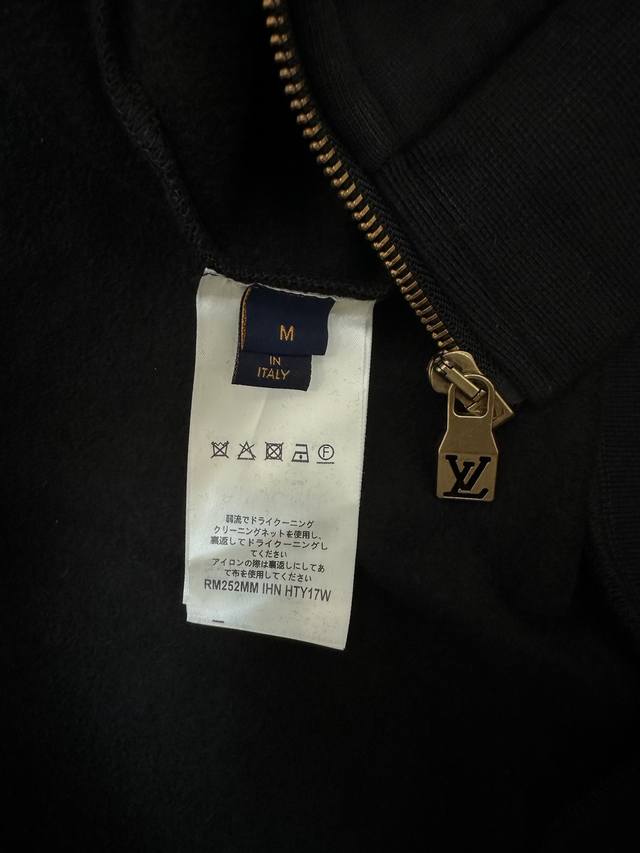 M
IN
ITALY
F
弱流でドライクーニング
クリーニングネットを使用し、
裏返してドライクーニングし
てください
アイロンの際は裏返しにしてあ
て布を使用してください
RM252MM IHN HTY17W
LV